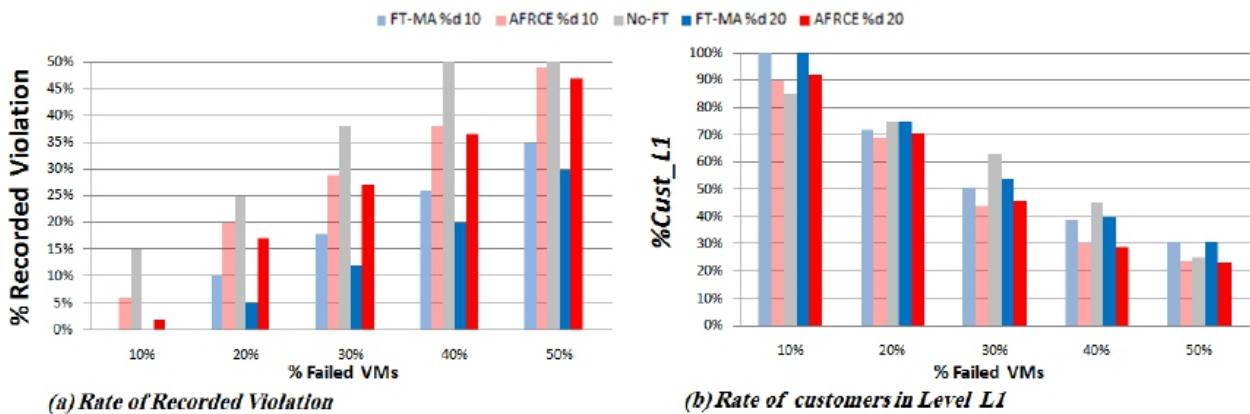 FT-MA %d 10 AFRCE %d 10 No-FT FT-MA %d 20 AFRCE %d 20
% Recorded Violation
50%
45%
40%
35%
30%
25%
20%
15%
10%
5%
0%
10% 20% 30% 40% 50%
% Failed VMs
(a) Rate of Recorded Violation
%Cust_L1
100%
90%
80%
70%
60%
50%
40%
30%
20%
10%
0%
10% 20% 30% 40% 50%
% Failed VMs
(b) Rate of customers in Level L1